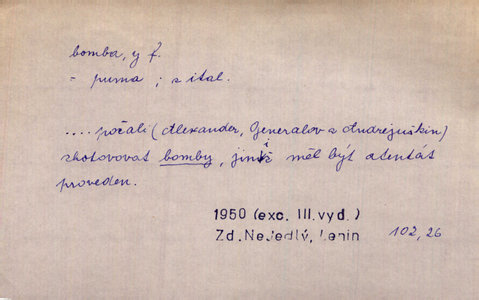 bomba, y f.
= puma ; z ital.
.... počali (Alexander, Generalov a Andrejuškin)
zhotovovat bomby, jimiž měl být atentát
proveden.
1950 (exc. III. vyd.)
Zd. Nejedlý, Lenin 102, 26